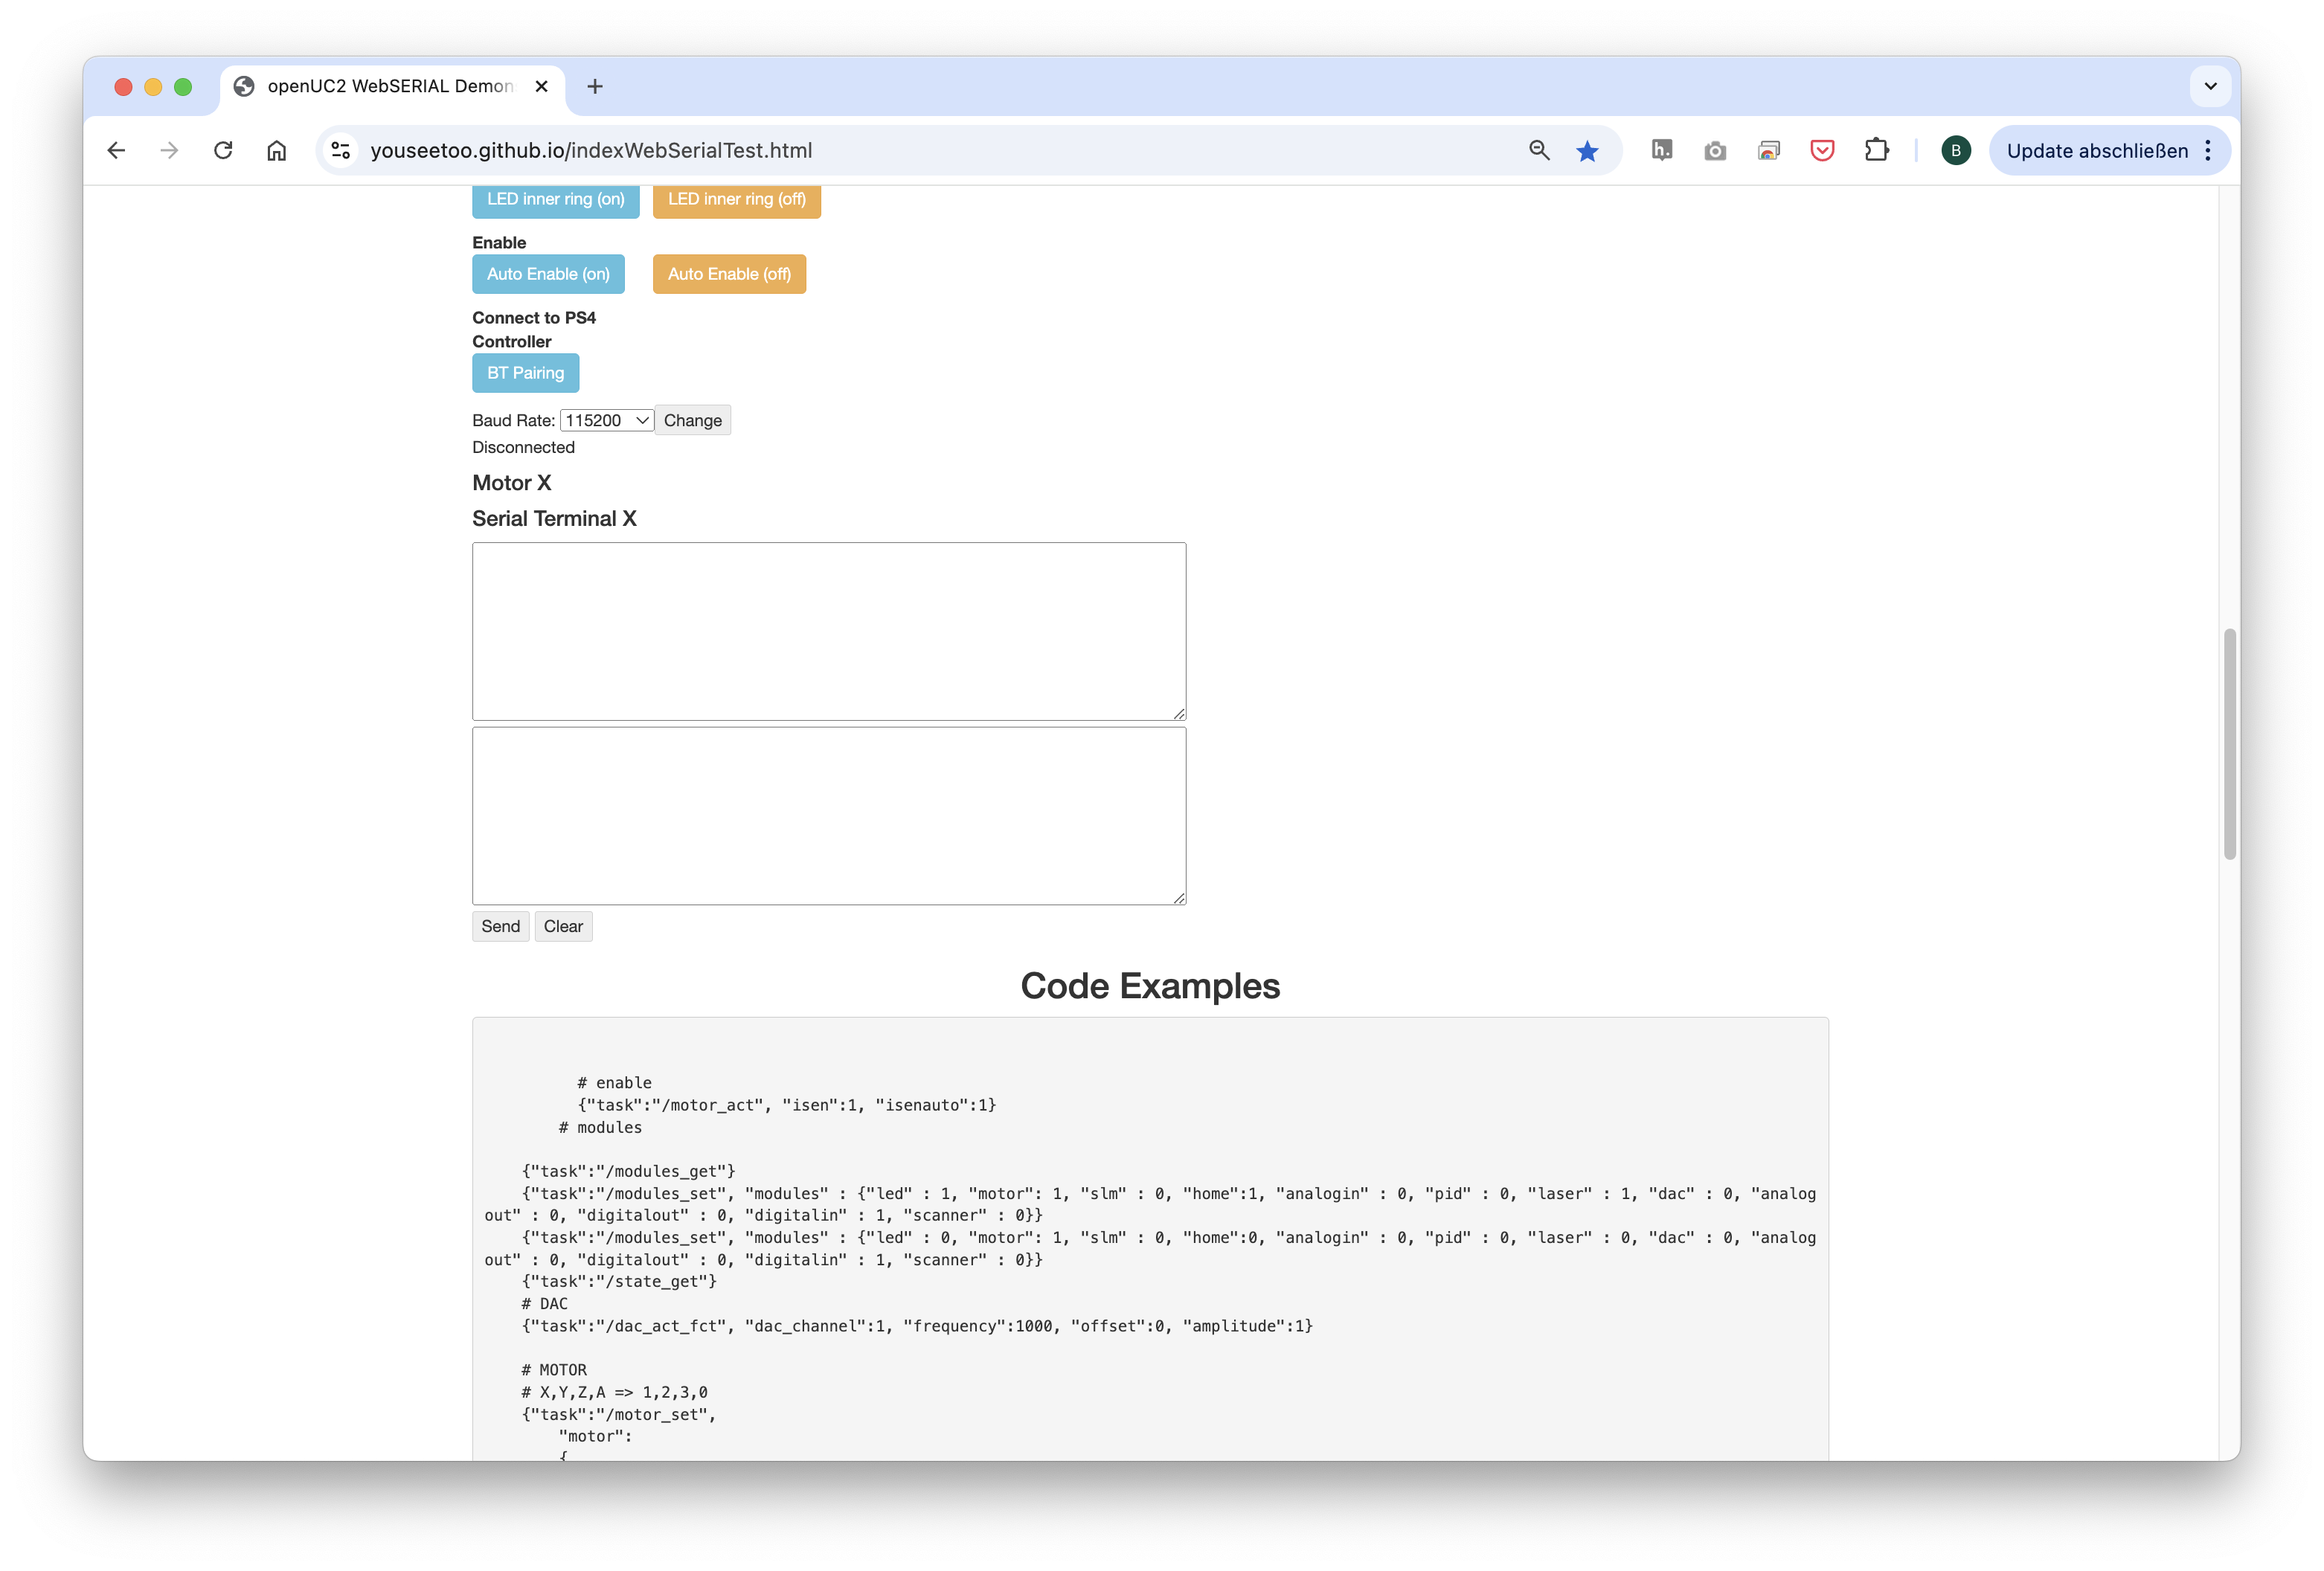 openUC2 WebSERIAL Demon
youseetoo.github.io/indexWebSerialTest.html
h.
B
Update abschließen
LED inner ring (on)
LED inner ring (off)
Enable
Auto Enable (on)
Auto Enable (off)
Connect to PS4
Controller
BT Pairing
Baud Rate: 115200 Change
Disconnected
Motor X
Serial Terminal X
Send Clear
Code Examples
# enable
{"task":"/motor_act", "isen":1, "isenauto":1}
# modules
{"task":"/modules_get"}
{"task":"/modules_set", "modules" : {"led" : 1, "motor": 1, "slm" : 0, "home":1, "analogin" : 0, "pid" : 0, "laser" : 1, "dac" : 0, "analog
out" : 0, "digitalout" : 0, "digitalin" : 1, "scanner" : 0}}
{"task":"/modules_set", "modules" : {"led" : 0, "motor": 1, "slm" : 0, "home":0, "analogin" : 0, "pid" : 0, "laser" : 0, "dac" : 0, "analog
out" : 0, "digitalout" : 0, "digitalin" : 1, "scanner" : 0}}
{"task":"/state_get"}
# DAC
{"task":"/dac_act_fct", "dac_channel":1, "frequency":1000, "offset":0, "amplitude":1}
# MOTOR
# X,Y,Z,A => 1,2,3,0
{"task":"/motor_set",
"motor":
{